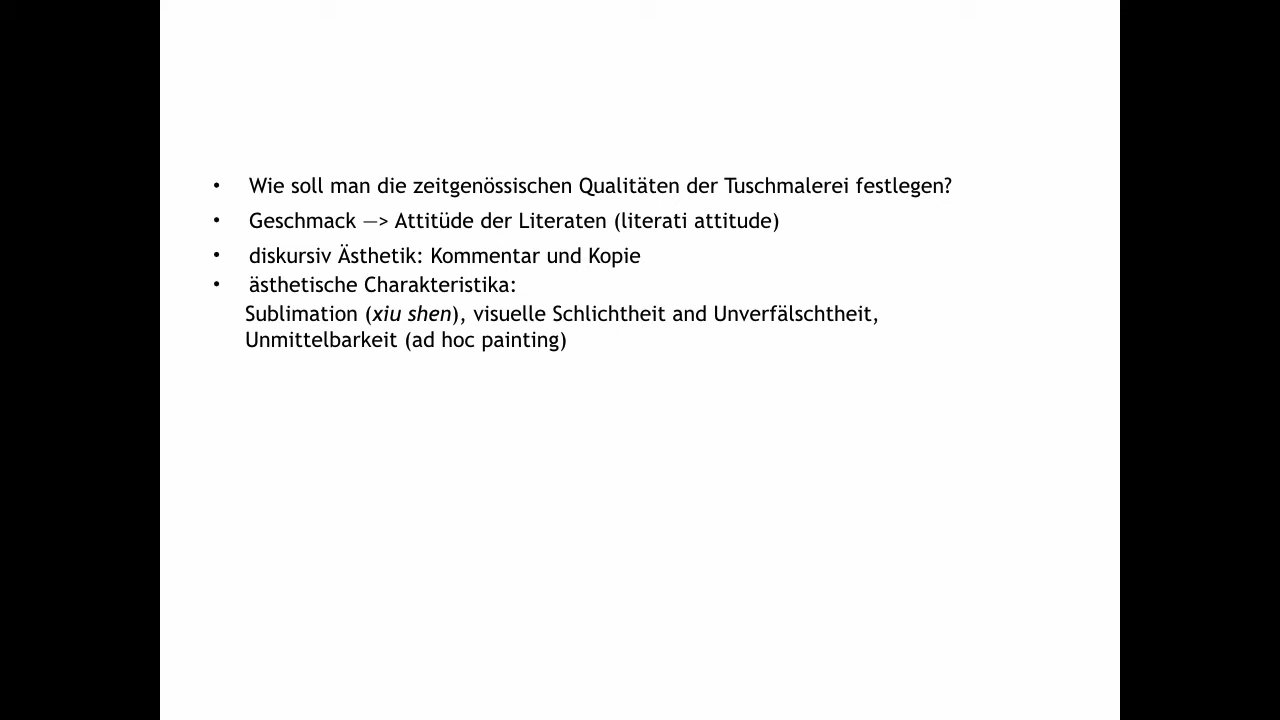 • Wie soll man die zeitgenössischen Qualitäten der Tuschmalerei festlegen?
• Geschmack —> Attitüde der Literaten (literati attitude)
• diskursiv Ästhetik: Kommentar und Kopie
• ästhetische Charakteristika:
Sublimation (xiu shen), visuelle Schlichtheit and Unverfälschtheit,
Unmittelbarkeit (ad hoc painting)